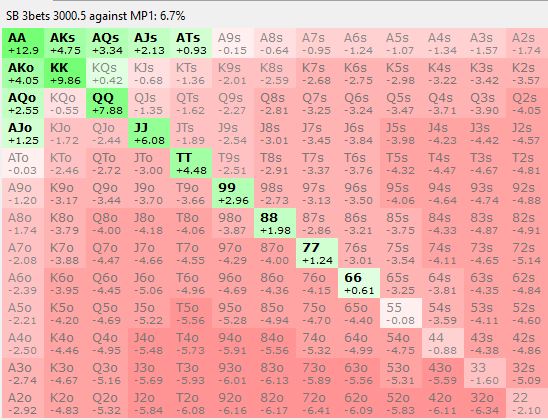 SB 3bets 3000.5 against MP1: 6.7%
AA AKs AQs AJs ATs A9s A8s A7s A6s A5s A4s A3s A2s
+12.9 +4.75 +3.34 +2.13 +0.93 -0.15 -0.64 -0.95 -1.24 -1.07 -1.34 -1.57 -1.74
AKo KK KQs KJs KTs K9s K8s K7s K6s K5s K4s K3s K2s
+4.05 +9.86 +0.42 -0.68 -1.36 -2.01 -2.59 -2.68 -2.75 -2.98 -3.22 -3.42 -3.57
AQo KQo QQ QJs QTs Q9s Q8s Q7s Q6s Q5s Q4s Q3s Q2s
+2.55 -0.55 +7.88 -1.35 -1.62 -2.27 -2.81 -3.25 -3.24 -3.47 -3.71 -3.90 -4.05
AJo KJo QJo JJ JTs J9s J8s J7s J6s J5s J4s J3s J2s
+1.25 -1.72 -2.44 +6.08 -1.89 -2.54 -3.01 -3.45 -3.84 -3.98 -4.23 -4.42 -4.57
ATo KTo QTo JTo TT T9s T8s T7s T6s T5s T4s T3s T2s
-0.03 -2.46 -2.72 -3.00 +4.48 -2.51 -2.91 -3.37 -3.76 -4.32 -4.47 -4.67 -4.81
A9o K9o Q9o J9o T9o 99 98s 97s 96s 95s 94s 93s 92s
-1.20 -3.17 -3.44 -3.70 -3.66 +2.96 -2.73 -3.13 -3.50 -4.06 -4.64 -4.74 -4.88
A8o K8o Q8o J8o T8o 98o 88 87s 86s 85s 84s 83s 82s
-1.74 -3.79 -4.00 -4.18 -4.06 -3.87 +1.98 -2.86 -3.21 -3.75 -4.33 -4.87 -4.91
A7o K7o Q7o J7o T7o 97o 87o 77 76s 75s 74s 73s 72s
-2.08 -3.88 -4.47 -4.66 -4.55 -4.29 -4.00 +1.24 -3.01 -3.54 -4.11 -4.65 -5.14
A6o K6o Q6o J6o T6o 96o 86o 76o 66 65s 64s 63s 62s
-2.39 -3.95 -4.45 -5.06 -4.96 -4.69 -4.36 -4.15 +0.61 -3.25 -3.81 -4.35 -4.84
A5o K5o Q5o J5o T5o 95o 85o 75o 65o 55 54s 53s 52s
-2.21 -4.20 -4.69 -5.22 -5.56 -5.28 -4.94 -4.70 -4.40 -0.08 -3.59 -4.11 -4.60
A4o K4o Q4o J4o T4o 94o 84o 74o 64o 54o 44 43s 42s
-2.50 -4.46 -4.95 -5.48 -5.73 -5.91 -5.56 -5.32 -4.99 -4.75 -0.88 -4.38 -4.86
A3o K3o Q3o J3o T3o 93o 83o 73o 63o 53o 43o 33 32s
-2.74 -4.67 -5.16 -5.69 -5.93 -6.01 -6.13 -5.89 -5.56 -5.31 -5.59 -1.60 -5.09
A2o K2o Q2o J2o T2o 92o 82o 72o 62o 52o 42o 32o 22
-2.92 -4.83 -5.32 -5.84 -6.08 -6.16 -6.17 -6.41 -6.09 -5.83 -6.11 -6.34 -2.18